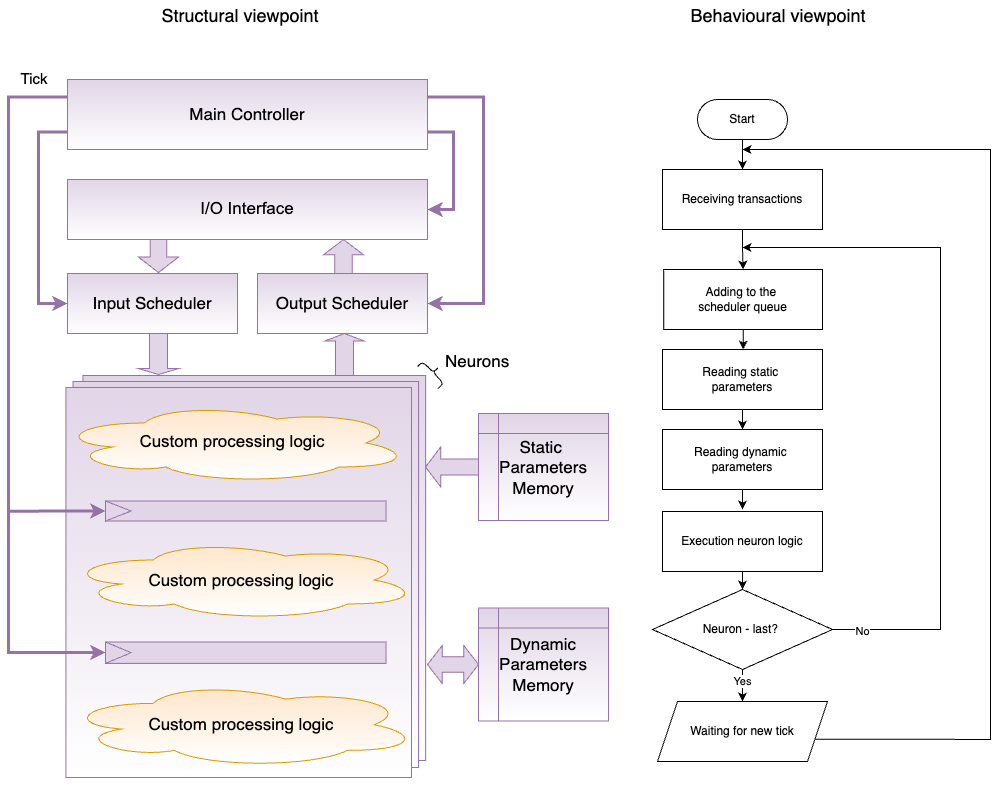 Structural viewpoint
Tick
Main Controller
I/O Interface
Input Scheduler
Output Scheduler
Neurons
Custom processing logic
Static
Parameters
Memory
Custom processing logic
Dynamic
Parameters
Memory
Custom processing logic
Behavioural viewpoint
Start
Receiving transactions
Adding to the
scheduler queue
Reading static
parameters
Reading dynamic
parameters
Execution neuron logic
Neuron - last?
No
Yes
Waiting for new tick